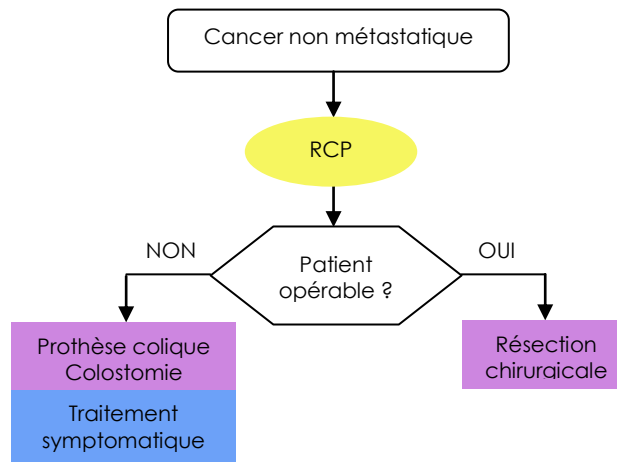 Cancer non métastatique
RCP
NON
OUI
Patient
opérable ?
Prothèse colique
Colostomie
Traitement
symptomatique
Résection
chirurgicale